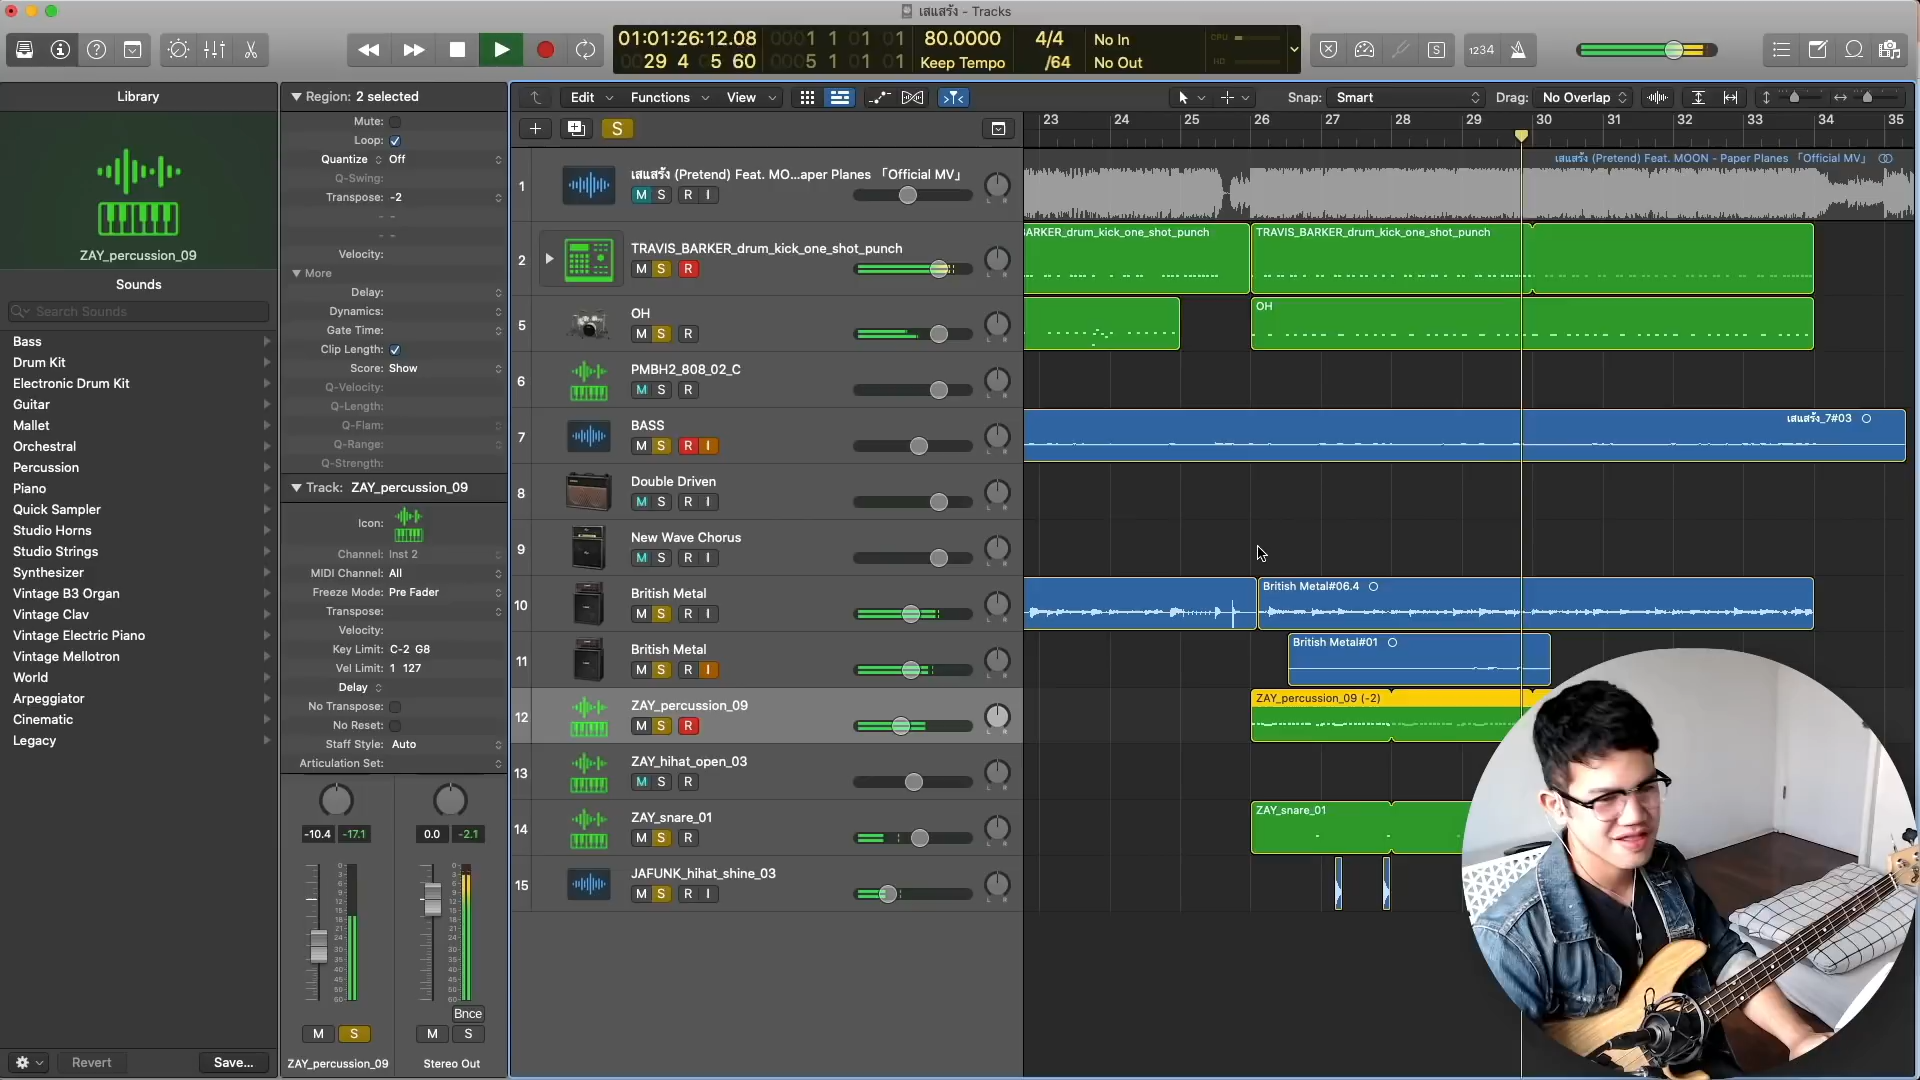 เสแสร้ง - Tracks
01:01:26:12.08
29 4 5 60
0001 1 01 01
0005 1 01 01
80.0000
Keep Tempo
4/4
/64
No In
No Out
CPU
HD
S
1234
Library
ZAY_percussion_09
Sounds
Search Sounds
Bass
Drum Kit
Electronic Drum Kit
Guitar
Mallet
Orchestral
Percussion
Piano
Quick Sampler
Studio Horns
Studio Strings
Synthesizer
Vintage B3 Organ
Vintage Clav
Vintage Electric Piano
Vintage Mellotron
World
Arpeggiator
Cinematic
Legacy
Revert
Save...
Region: 2 selected
Mute:
Loop:
Quantize Off
Q-Swing:
Transpose: -2
Velocity:
More
Delay:
Dynamics:
Gate Time:
Clip Length:
Score: Show
Q-Velocity:
Q-Length:
Q-Flam:
Q-Range:
Q-Strength:
Track: ZAY_percussion_09
Icon:
Channel: Inst 2
MIDI Channel: All
Freeze Mode: Pre Fader
Transpose:
Velocity:
Key Limit: C-2 G8
Vel Limit: 1 127
Delay
No Transpose:
No Reset:
Staff Style: Auto
Articulation Set:
-10.4 -17.1
0.0 -2.1
Bnce
M S
M S
ZAY_percussion_09
Stereo Out
Edit Functions View
Snap: Smart
Drag: No Overlap
S
23 24 25 26 27 28 29 30 31 32 33 34 35
1 เสแสร้ง (Pretend) Feat. MO...aper Planes 「Official MV」
M S R I
2 TRAVIS_BARKER_drum_kick_one_shot_punch
M S R
5 OH
M S R
6 PMBH2_808_02_C
M S R
7 BASS
M S R I
8 Double Driven
M S R I
9 New Wave Chorus
M S R I
10 British Metal
M S R I
11 British Metal
M S R I
12 ZAY_percussion_09
M S R
13 ZAY_hihat_open_03
M S R
14 ZAY_snare_01
M S R
15 JAFUNK_hihat_shine_03
M S R I
เสแสร้ง (Pretend) Feat. MOON - Paper Planes 「Official MV」
BARKER_drum_kick_one_shot_punch
TRAVIS_BARKER_drum_kick_one_shot_punch
OH
เสแสร้ง_7#03
British Metal#06.4
British Metal#01
ZAY_percussion_09 (-2)
ZAY_snare_01